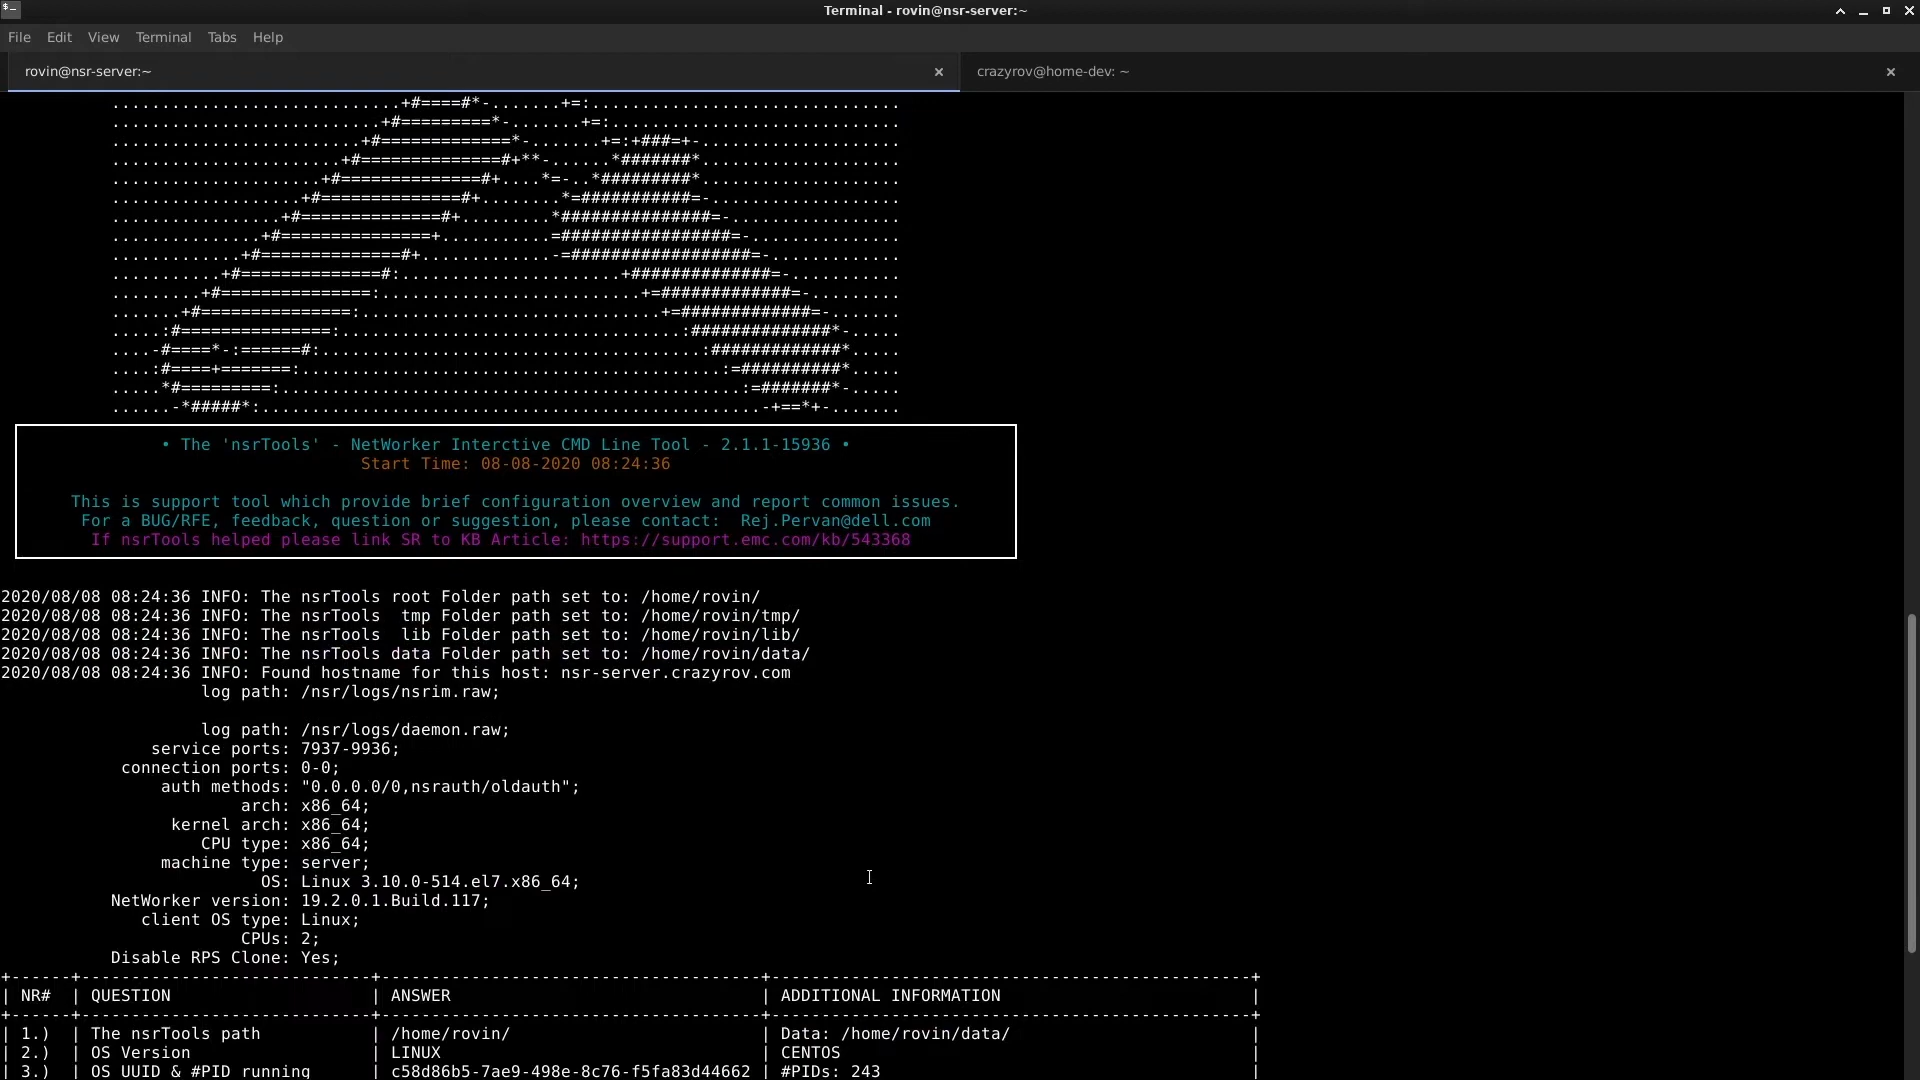 Terminal - rovin@nsr-server:~
File Edit View Terminal Tabs Help
rovin@nsr-server:~ × crazyrov@home-dev: ~ ×
.............................+#====#*-.......+=:...............................
...........................+#=========*-.......+=:.............................
.........................+#=============*-.......+=:+###=+-....................
.......................+#==============#+**-......*#######*....................
.....................+#==============#+....*=-..*#########*....................
...................+#==============#+........*=###########=-...................
.................+#==============#+.........*###############=-.................
...............+#===============+...........=#################=-...............
.............+#==============#+.............-=##################=-.............
...........+#==============#:......................+##############=-...........
.........+#===============:..........................+=#############=-.........
.......+#===============:..............................+=#############=-.......
.....:#===============:..................................:##############*-.....
....-#====*-:======#:......................................:#############*.....
....:#====+=======:..........................................:=##########*.....
.....*#=========:..............................................:=#######*-.....
......-*#####*:..................................................-+==*+-.......
• The 'nsrTools' - NetWorker Interctive CMD Line Tool - 2.1.1-15936 •
Start Time: 08-08-2020 08:24:36
This is support tool which provide brief configuration overview and report common issues.
For a BUG/RFE, feedback, question or suggestion, please contact:  Rej.Pervan@dell.com
If nsrTools helped please link SR to KB Article: https://support.emc.com/kb/543368
2020/08/08 08:24:36 INFO: The nsrTools root Folder path set to: /home/rovin/
2020/08/08 08:24:36 INFO: The nsrTools  tmp Folder path set to: /home/rovin/tmp/
2020/08/08 08:24:36 INFO: The nsrTools  lib Folder path set to: /home/rovin/lib/
2020/08/08 08:24:36 INFO: The nsrTools data Folder path set to: /home/rovin/data/
2020/08/08 08:24:36 INFO: Found hostname for this host: nsr-server.crazyrov.com
log path: /nsr/logs/nsrim.raw;
log path: /nsr/logs/daemon.raw;
service ports: 7937-9936;
connection ports: 0-0;
auth methods: "0.0.0.0/0,nsrauth/oldauth";
arch: x86_64;
kernel arch: x86_64;
CPU type: x86_64;
machine type: server;
OS: Linux 3.10.0-514.el7.x86_64;
NetWorker version: 19.2.0.1.Build.117;
client OS type: Linux;
CPUs: 2;
Disable RPS Clone: Yes;
+------+-----------------------------+--------------------------------------+------------------------------------------------+
| NR#  | QUESTION                    | ANSWER                               | ADDITIONAL INFORMATION                         |
+------+-----------------------------+--------------------------------------+------------------------------------------------+
| 1.)  | The nsrTools path           | /home/rovin/                         | Data: /home/rovin/data/                        |
| 2.)  | OS Version                  | LINUX                                | CENTOS                                         |
| 3.)  | OS UUID & #PID running      | c58d86b5-7ae9-498e-8c76-f5fa83d44662 | #PIDs: 243                                     |